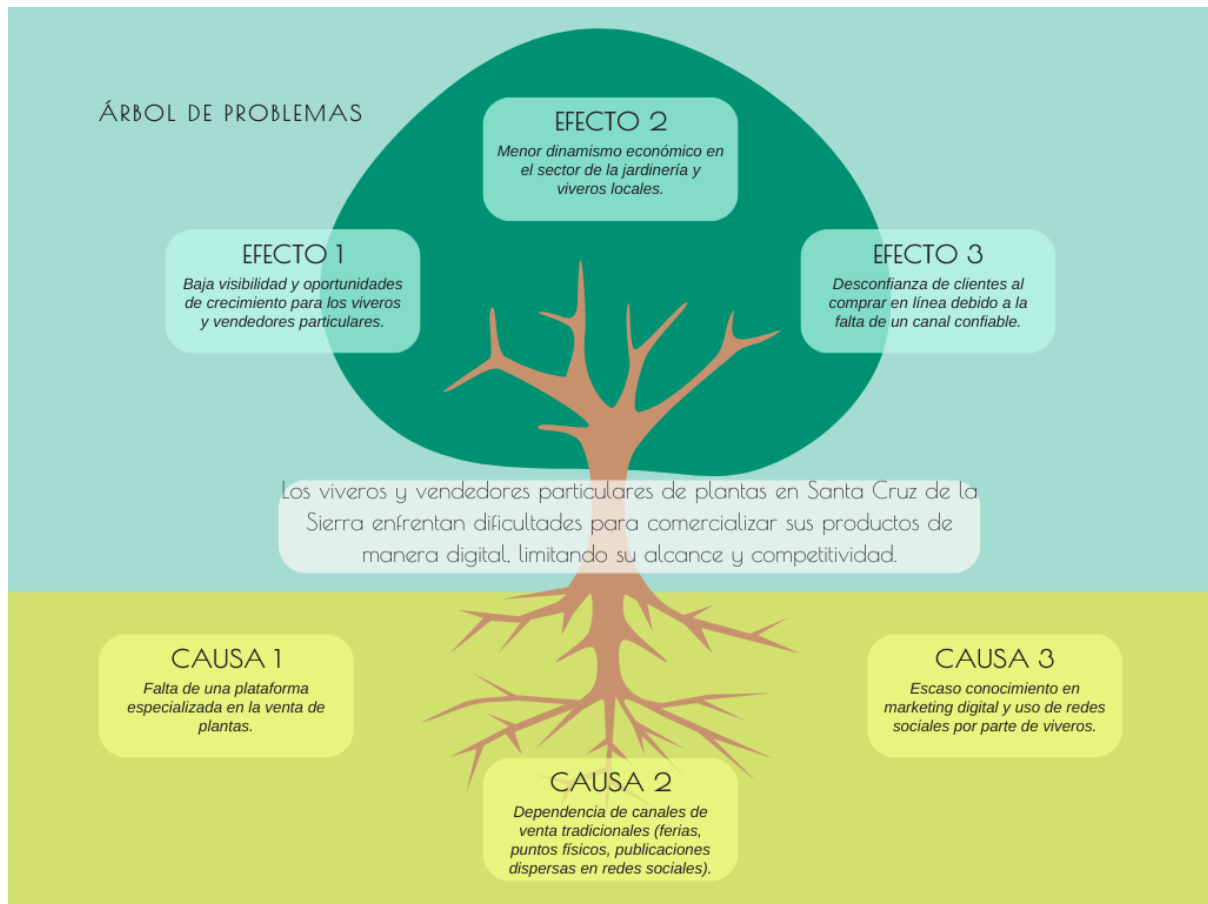 ÁRBOL DE PROBLEMAS
EFECTO 2
Menor dinamismo económico en
el sector de la jardinería y
viveros locales.
EFECTO 1
Baja visibilidad y oportunidades
de crecimiento para los viveros
y vendedores particulares.
EFECTO 3
Desconfianza de clientes al
comprar en línea debido a la
falta de un canal confiable.
Los viveros y vendedores particulares de plantas en Santa Cruz de la
Sierra enfrentan dificultades para comercializar sus productos de
manera digital, limitando su alcance y competitividad.
CAUSA 1
Falta de una plataforma
especializada en la venta de
plantas.
CAUSA 3
Escaso conocimiento en
marketing digital y uso de redes
sociales por parte de viveros.
CAUSA 2
Dependencia de canales de
venta tradicionales (ferias,
puntos físicos, publicaciones
dispersas en redes sociales).